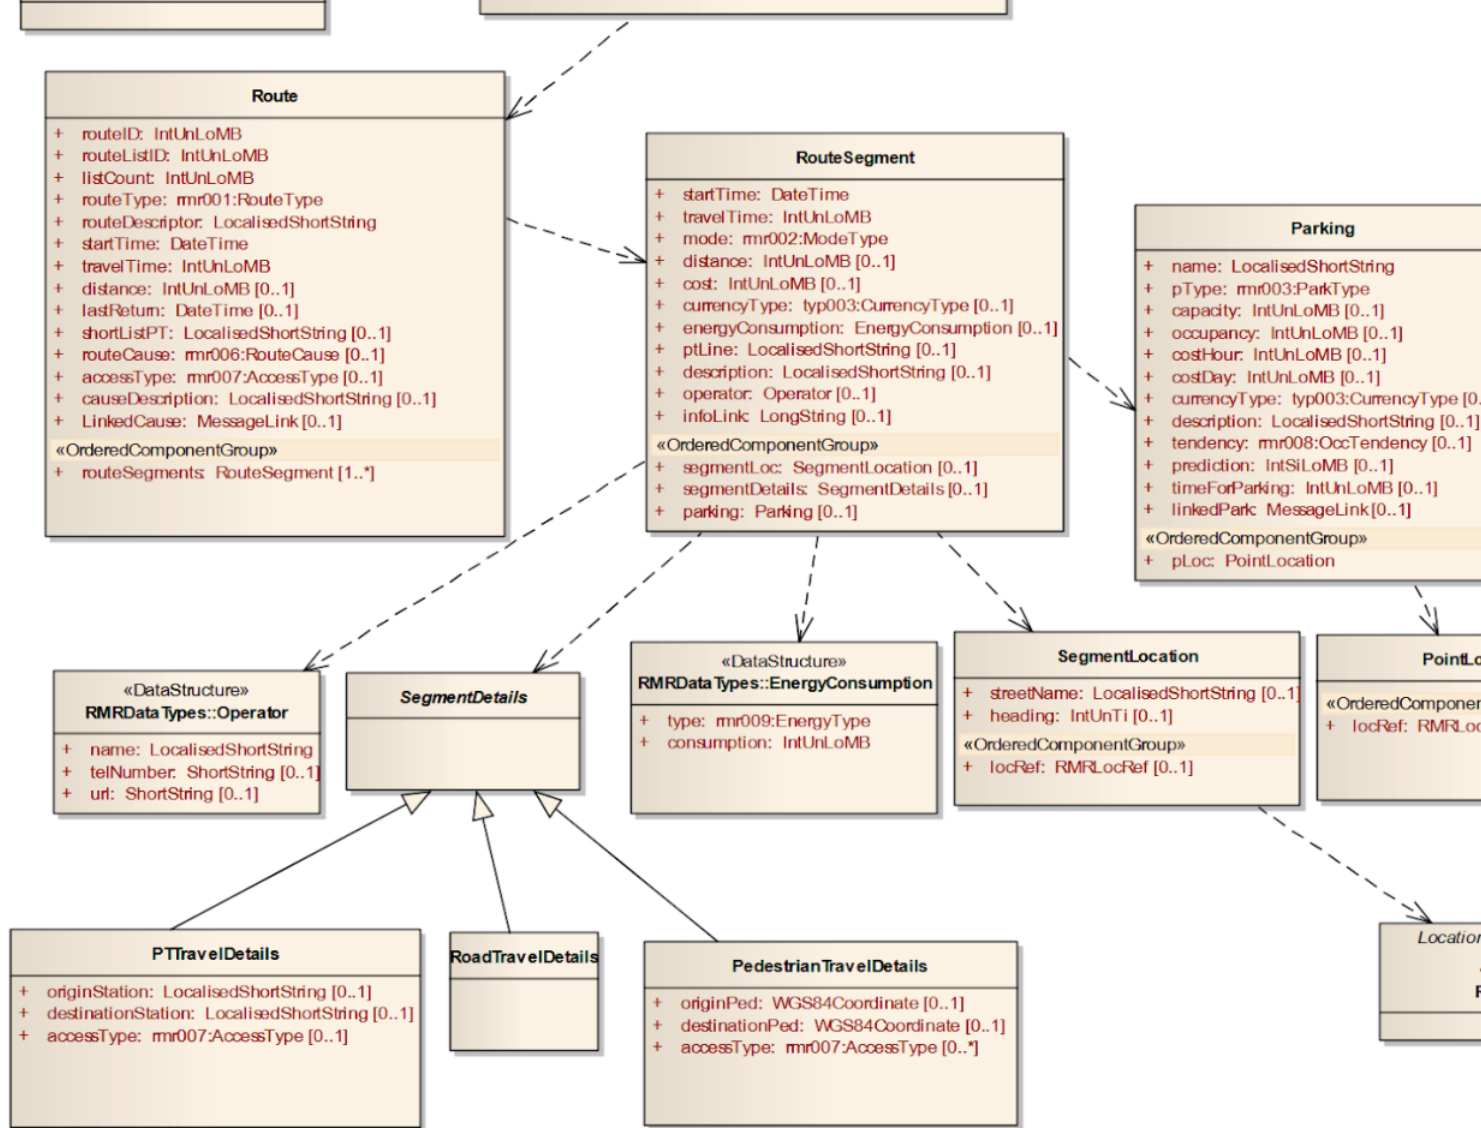 Route
+ routeID: IntUnLoMB
+ routeListID: IntUnLoMB
+ listCount: IntUnLoMB
+ routeType: rmr001:RouteType
+ routeDescriptor: LocalisedShortString
+ startTime: DateTime
+ travelTime: IntUnLoMB
+ distance: IntUnLoMB [0..1]
+ lastReturn: DateTime [0..1]
+ shortListPT: LocalisedShortString [0..1]
+ routeCause: rmr006:RouteCause [0..1]
+ accessType: rmr007:AccessType [0..1]
+ causeDescription: LocalisedShortString [0..1]
+ LinkedCause: MessageLink [0..1]
«OrderedComponentGroup»
+ routeSegments: RouteSegment [1..*]
RouteSegment
+ startTime: DateTime
+ travelTime: IntUnLoMB
+ mode: rmr002:ModeType
+ distance: IntUnLoMB [0..1]
+ cost: IntUnLoMB [0..1]
+ currencyType: typ003:CurrencyType [0..1]
+ energyConsumption: EnergyConsumption [0..1]
+ ptLine: LocalisedShortString [0..1]
+ description: LocalisedShortString [0..1]
+ operator: Operator [0..1]
+ infoLink: LongString [0..1]
«OrderedComponentGroup»
+ segmentLoc: SegmentLocation [0..1]
+ segmentDetails: SegmentDetails [0..1]
+ parking: Parking [0..1]
Parking
+ name: LocalisedShortString
+ pType: rmr003:ParkType
+ capacity: IntUnLoMB [0..1]
+ occupancy: IntUnLoMB [0..1]
+ costHour: IntUnLoMB [0..1]
+ costDay: IntUnLoMB [0..1]
+ currencyType: typ003:CurrencyType [0.
+ description: LocalisedShortString [0..1]
+ tendency: rmr008:OccTendency [0..1]
+ prediction: IntSiLoMB [0..1]
+ timeForParking: IntUnLoMB [0..1]
+ linkedPark: MessageLink [0..1]
«OrderedComponentGroup»
+ pLoc: PointLocation
«DataStructure»
RMRDataTypes::Operator
+ name: LocalisedShortString
+ telNumber: ShortString [0..1]
+ url: ShortString [0..1]
SegmentDetails
«DataStructure»
RMRDataTypes::EnergyConsumption
+ type: rmr009:EnergyType
+ consumption: IntUnLoMB
SegmentLocation
+ streetName: LocalisedShortString [0..1]
+ heading: IntUnTi [0..1]
«OrderedComponentGroup»
+ locRef: RMRLocRef [0..1]
PointLo
«OrderedComponen
+ locRef: RMRLoc
PTTravelDetails
+ originStation: LocalisedShortString [0..1]
+ destinationStation: LocalisedShortString [0..1]
+ accessType: rmr007:AccessType [0..1]
RoadTravelDetails
PedestrianTravelDetails
+ originPed: WGS84Coordinate [0..1]
+ destinationPed: WGS84Coordinate [0..1]
+ accessType: rmr007:AccessType [0..*]
Location